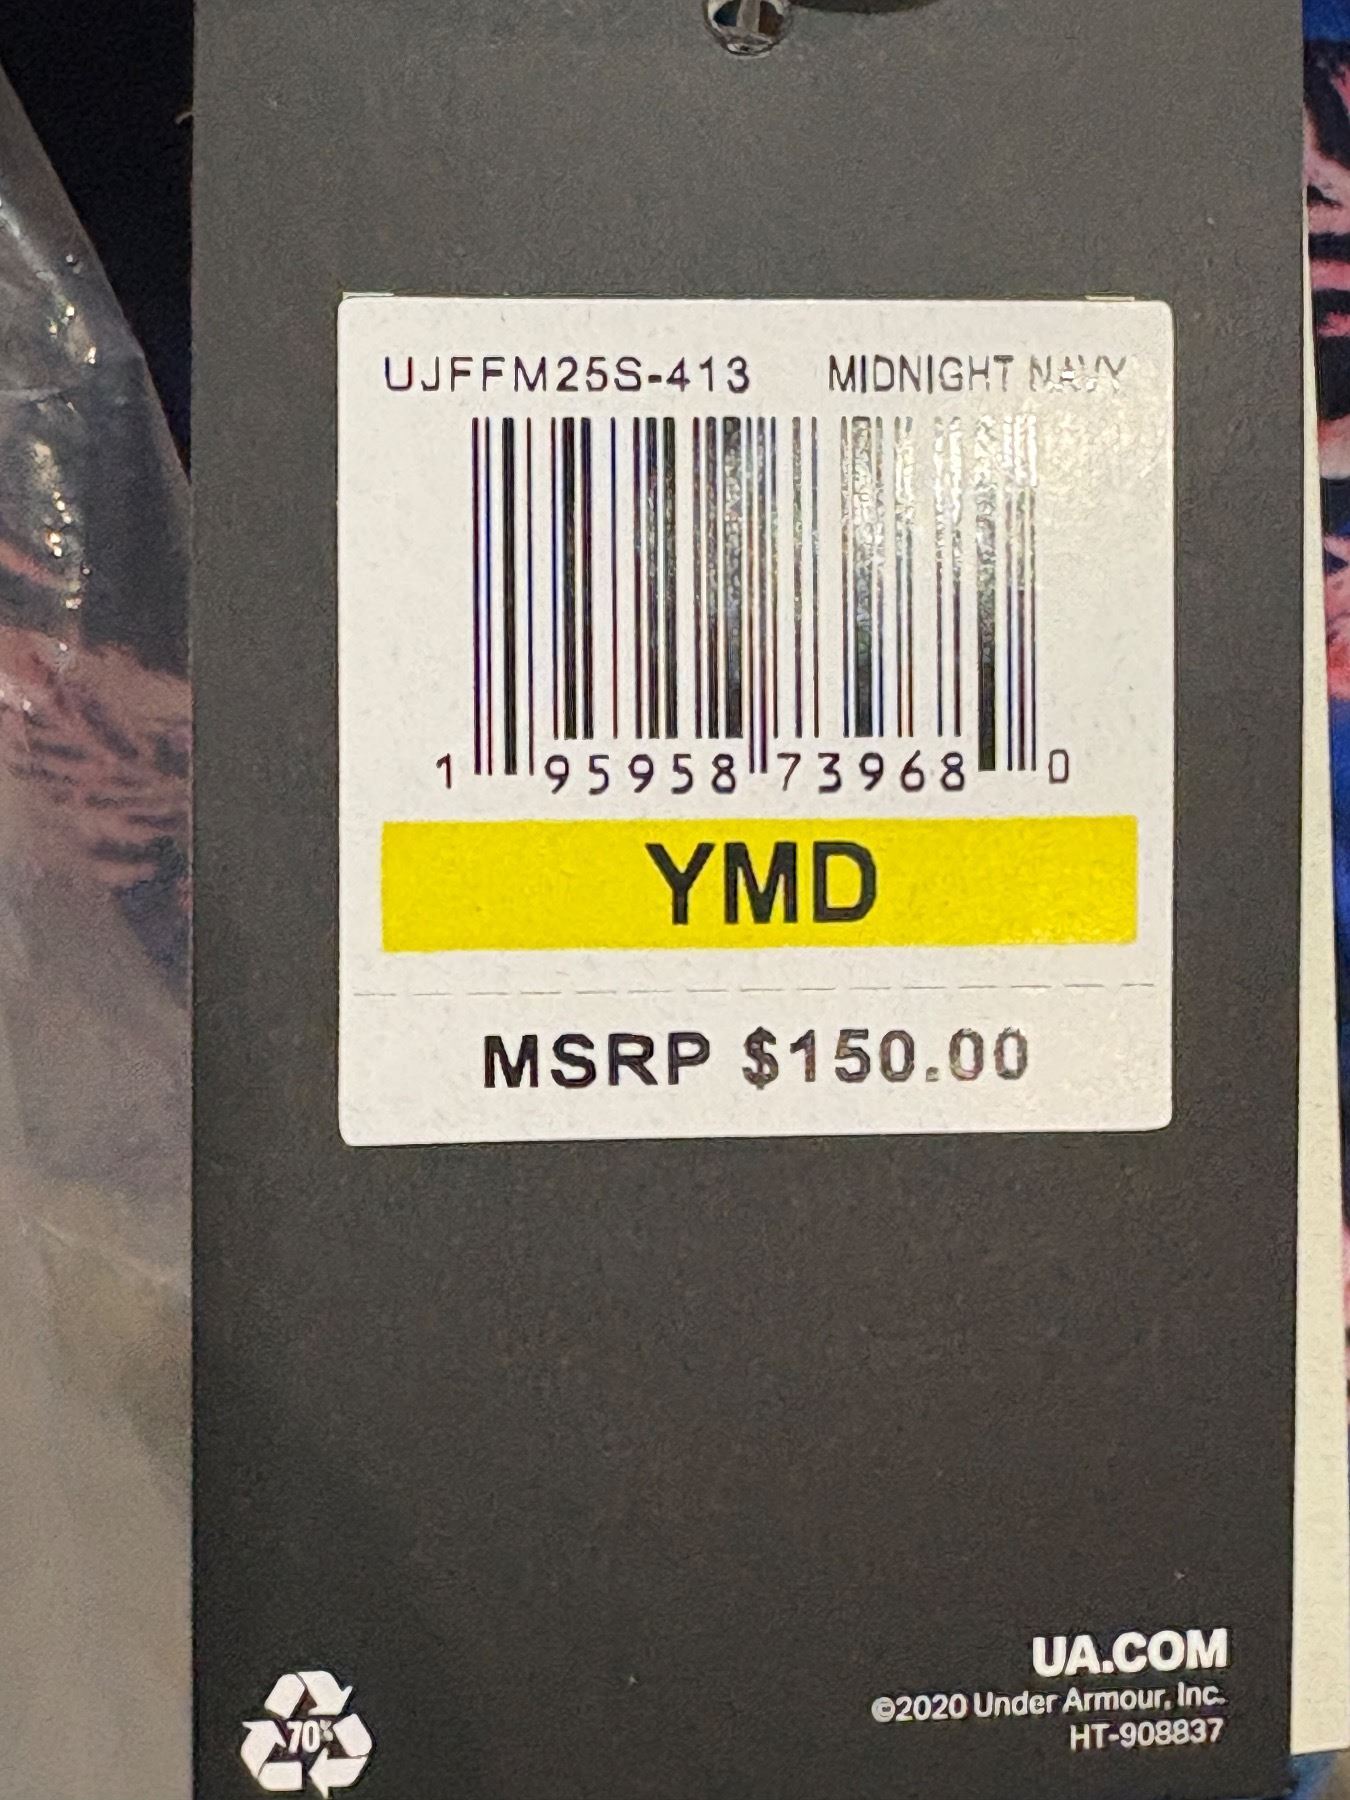 UJFFM25S-413 MIDNIGHT NAVY
1 95958 73968 0
YMD
MSRP $150.00
UA.COM
©2020 Under Armour, Inc.
HT-908837
70%